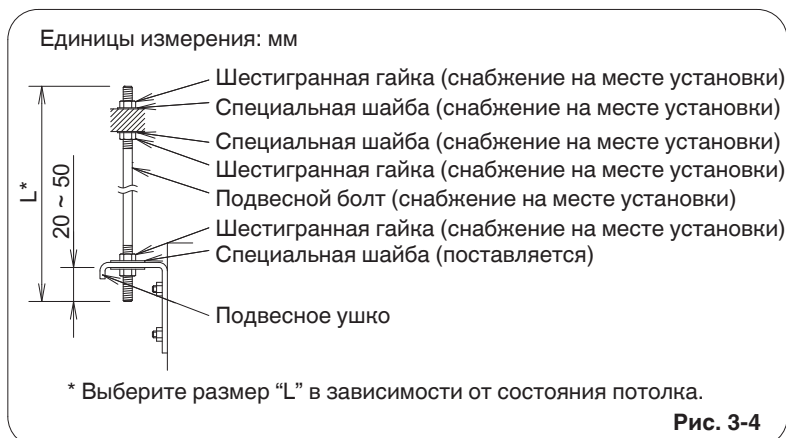 Единицы измерения: мм
Шестигранная гайка (снабжение на месте установки)
Специальная шайба (снабжение на месте установки)
Специальная шайба (снабжение на месте установки)
Шестигранная гайка (снабжение на месте установки)
Подвесной болт (снабжение на месте установки)
Шестигранная гайка (снабжение на месте установки)
Специальная шайба (поставляется)
Подвесное ушко
L*
20 ~ 50
* Выберите размер “L” в зависимости от состояния потолка.
Рис. 3-4